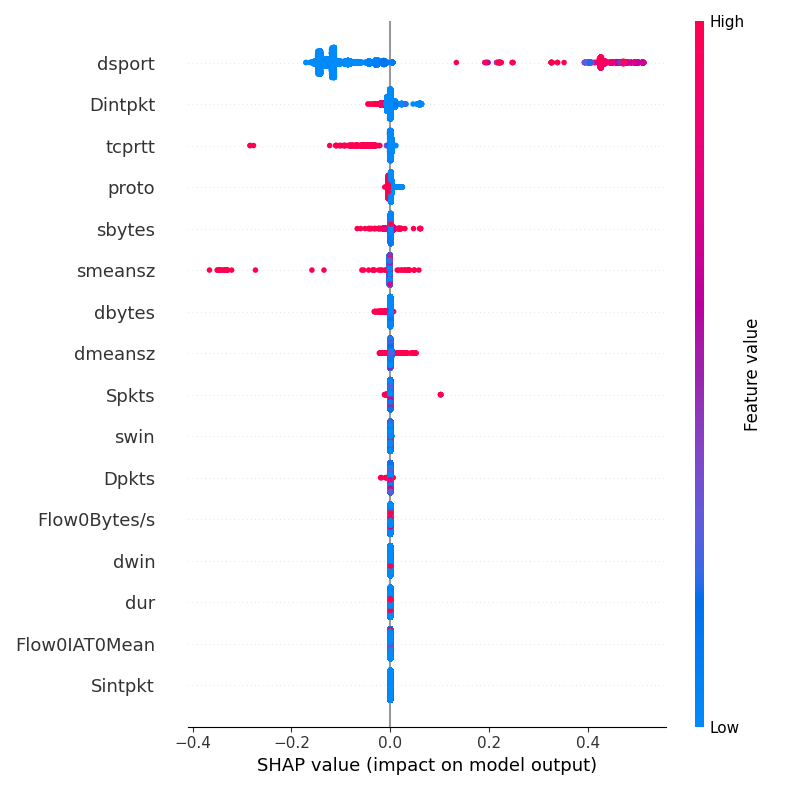 High
dsport
Dintpkt
tcprtt
proto
sbytes
smeansz
dbytes
dmeansz
Spkts
swin
Dpkts
Flow0Bytes/s
dwin
dur
Flow0IAT0Mean
Sintpkt
Feature value
Low
−0.4 −0.2 0.0 0.2 0.4
SHAP value (impact on model output)